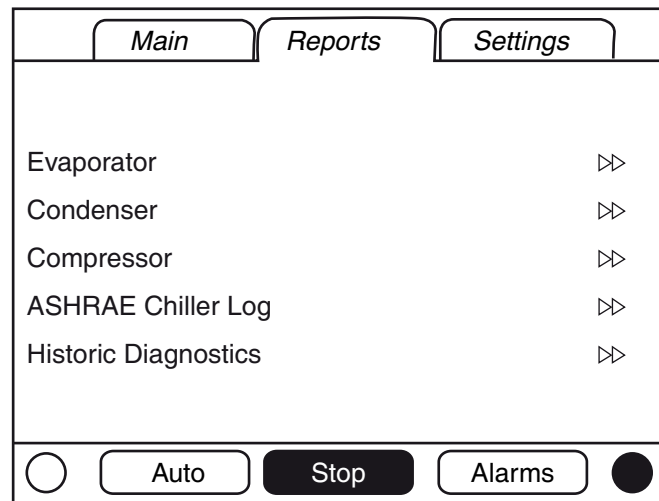 Main Reports Settings
Evaporator
Condenser
Compressor
ASHRAE Chiller Log
Historic Diagnostics
Auto Stop Alarms